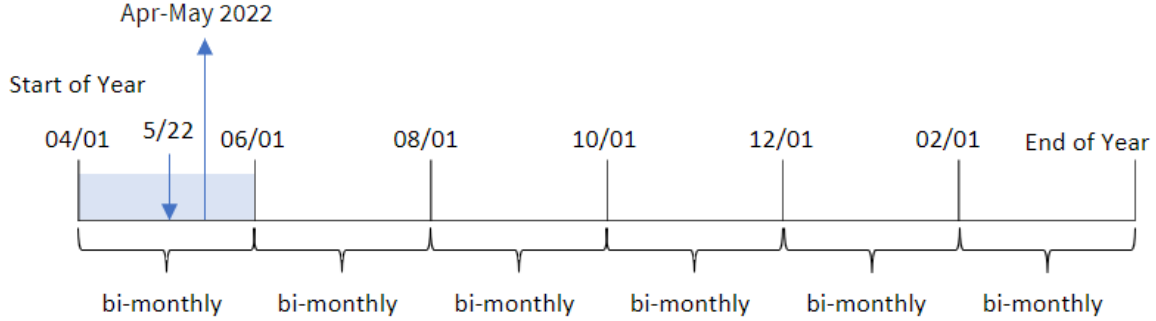 Apr-May 2022
Start of Year
04/01 5/22 06/01 08/01 10/01 12/01 02/01 End of Year
bi-monthly bi-monthly bi-monthly bi-monthly bi-monthly bi-monthly